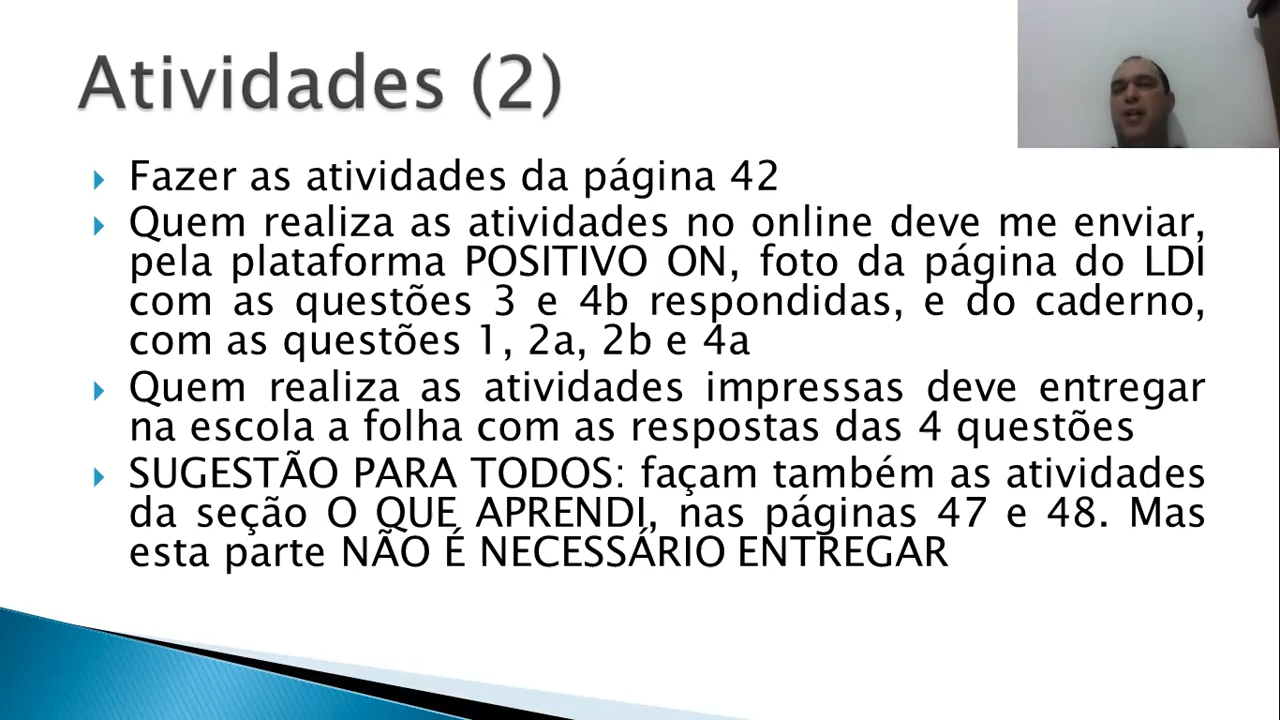 Atividades (2)
Fazer as atividades da página 42
Quem realiza as atividades no online deve me enviar,
pela plataforma POSITIVO ON, foto da página do LDI
com as questões 3 e 4b respondidas, e do caderno,
com as questões 1, 2a, 2b e 4a
Quem realiza as atividades impressas deve entregar
na escola a folha com as respostas das 4 questões
SUGESTÃO PARA TODOS: façam também as atividades
da seção O QUE APRENDI, nas páginas 47 e 48. Mas
esta parte NÃO É NECESSÁRIO ENTREGAR